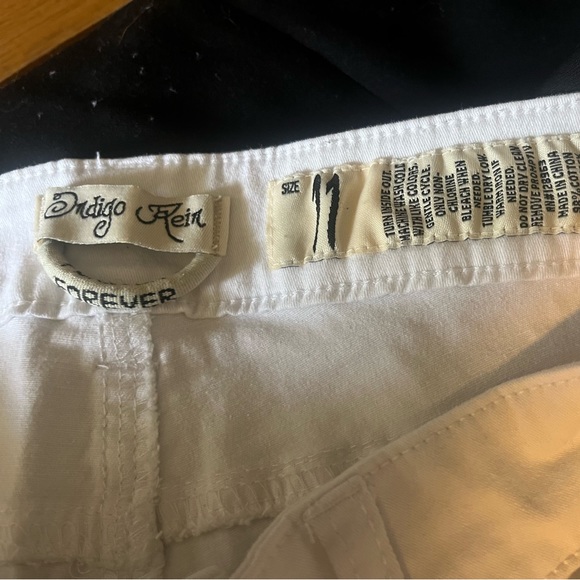 Indigo Rein
FOREVER
SIZE
11
TURN INSIDE OUT.
MACHINE WASH COLD
W/LIKE COLORS.
GENTLE CYCLE.
ONLY NON-
CHLORINE
BLEACH WHEN
NEEDED.
TUMBLE DRY LOW.
WARM IRON IF
NEEDED.
DO NOT DRY CLEAN
MADE IN CHINA
COTTON